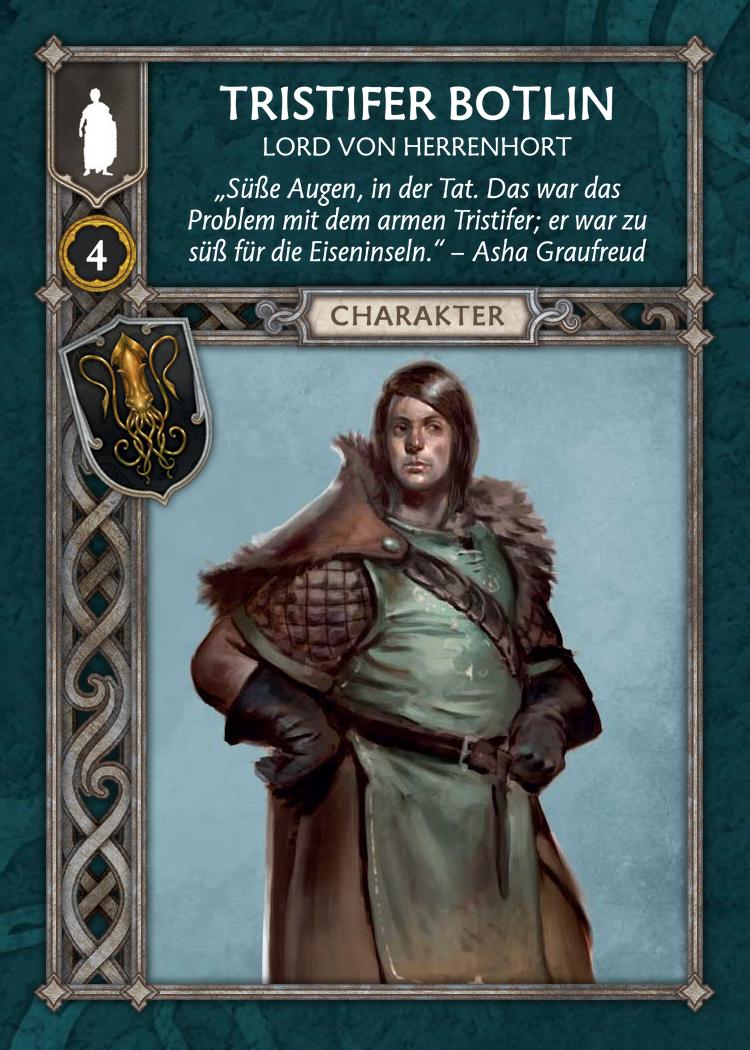 TRISTIFER BOTLIN
LORD VON HERRENHORT
„Süße Augen, in der Tat. Das war das
Problem mit dem armen Tristifer; er war zu
süß für die Eiseninseln.“ – Asha Graufreud
4
CHARAKTER